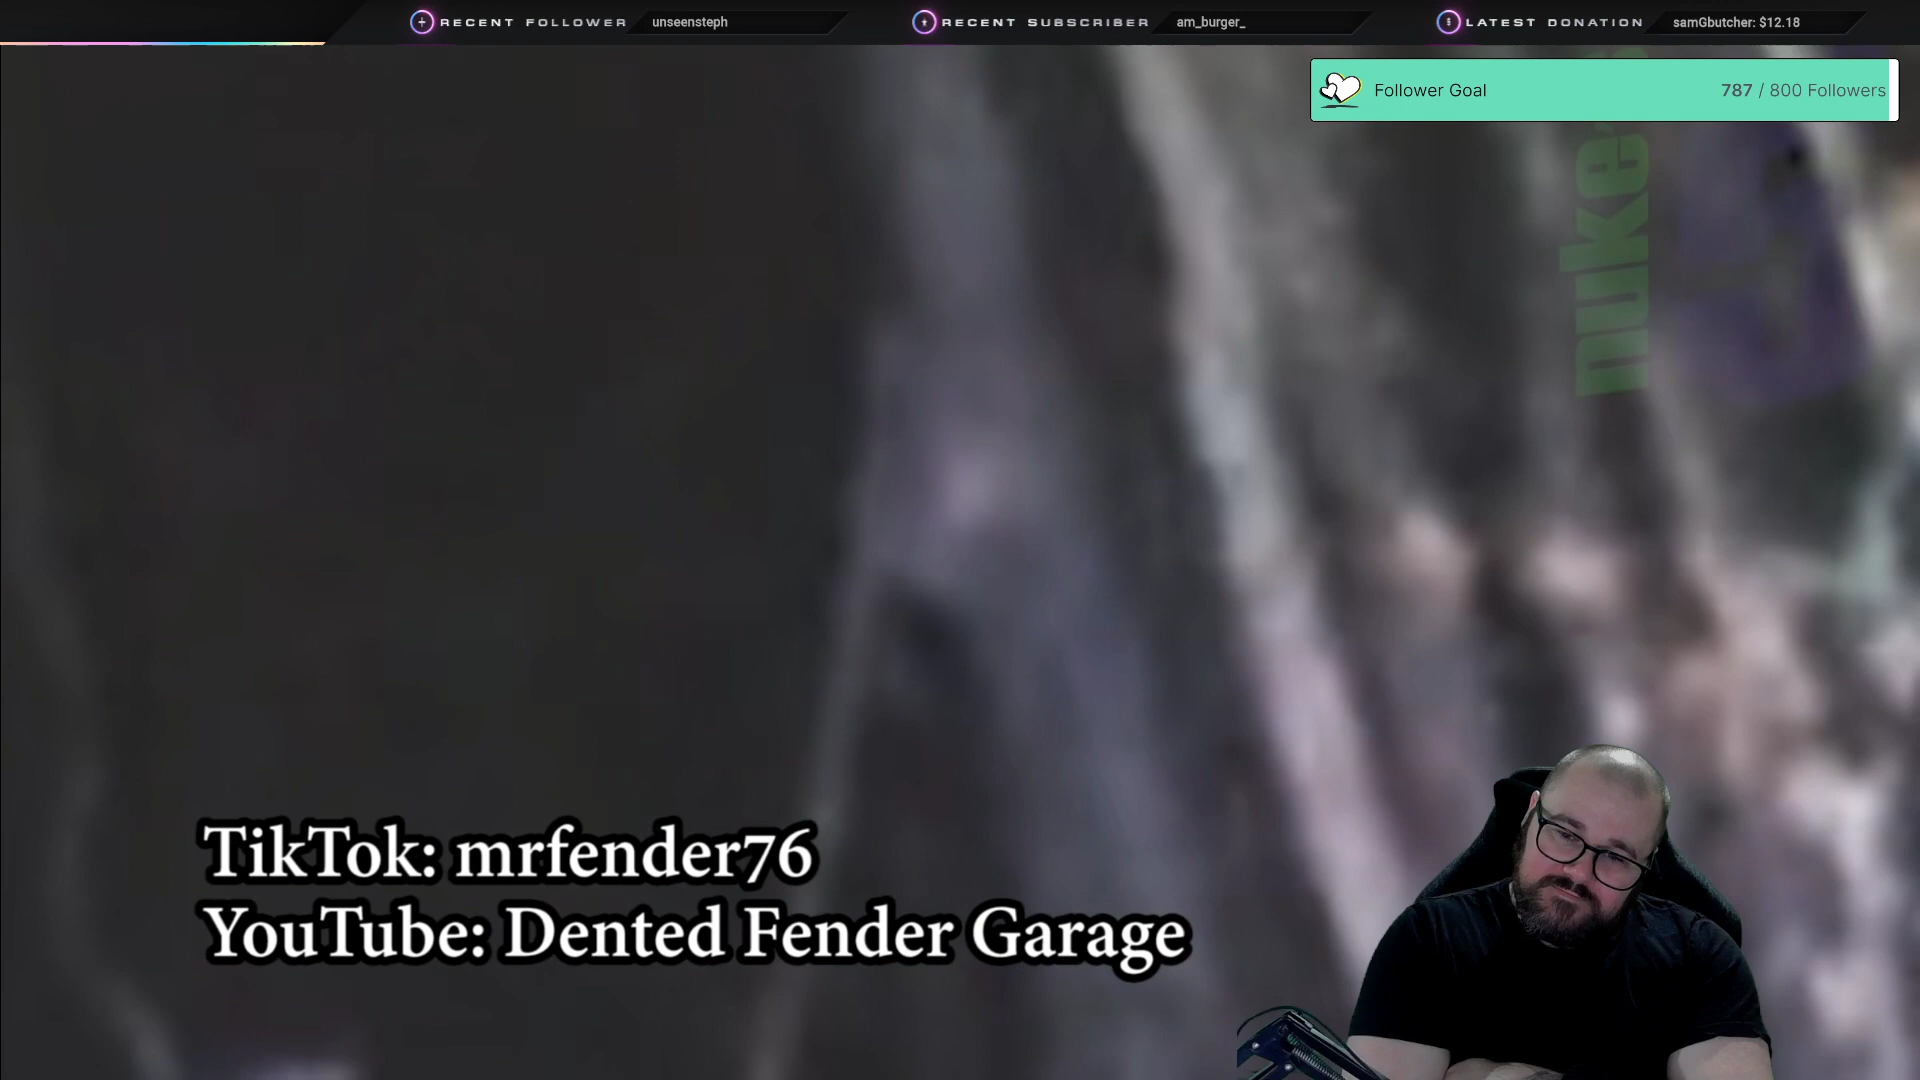 RECENT FOLLOWER unseensteph
RECENT SUBSCRIBER am_burger_
LATEST DONATION samGbutcher: $12.18
Follower Goal 787 / 800 Followers
nuke
TikTok: mrfender76
YouTube: Dented Fender Garage